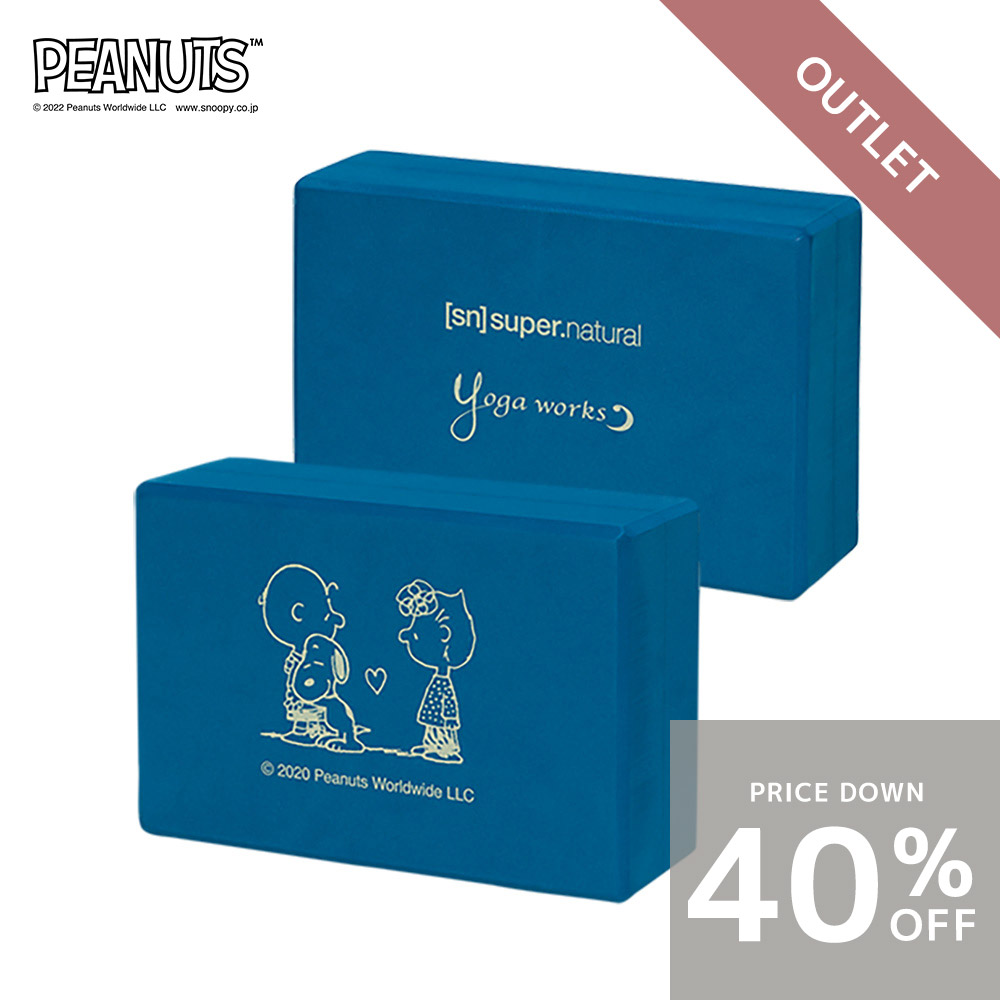 PEANUTS™
© 2022 Peanuts Worldwide LLC www.snoopy.co.jp
OUTLET
[sn]super.natural
Yoga works
© 2020 Peanuts Worldwide LLC
PRICE DOWN
40%
OFF